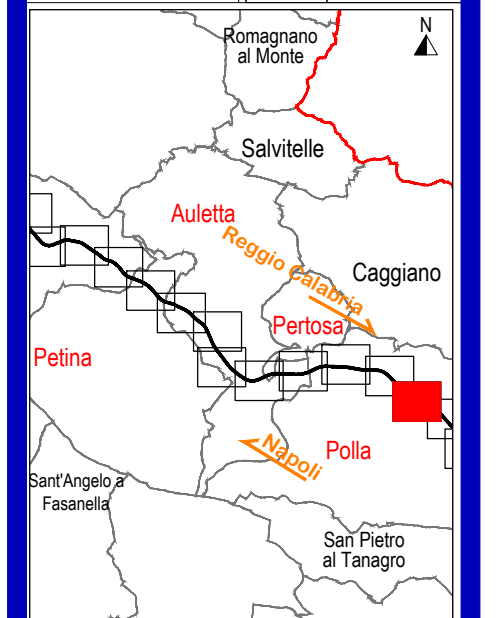 N
Romagnano
al Monte
Salvitelle
Auletta
Reggio Calabria
Caggiano
Pertosa
Petina
Napoli
Polla
Sant'Angelo a
Fasanella
San Pietro
al Tanagro